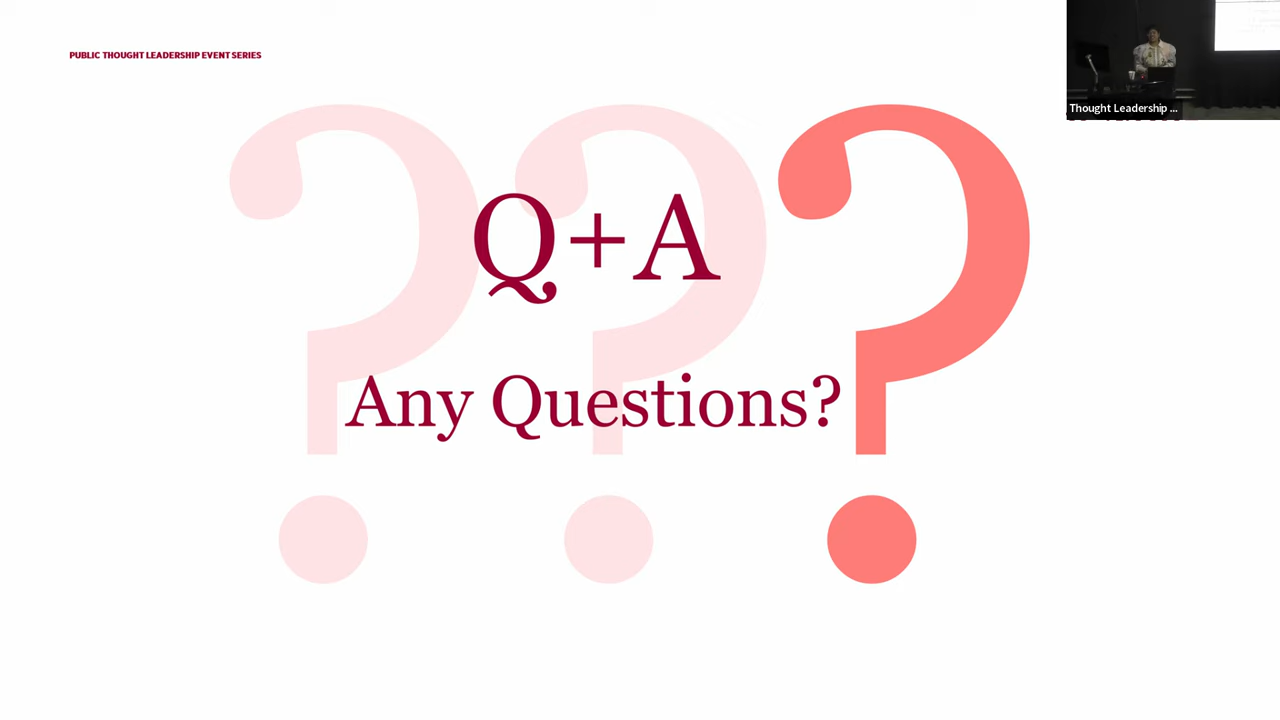 PUBLIC THOUGHT LEADERSHIP EVENT SERIES
Thought Leadership ...
Q+A
Any Questions?